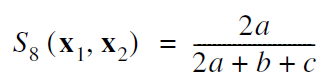 S₈ (x₁, x₂) = 2a / (2a + b + c)